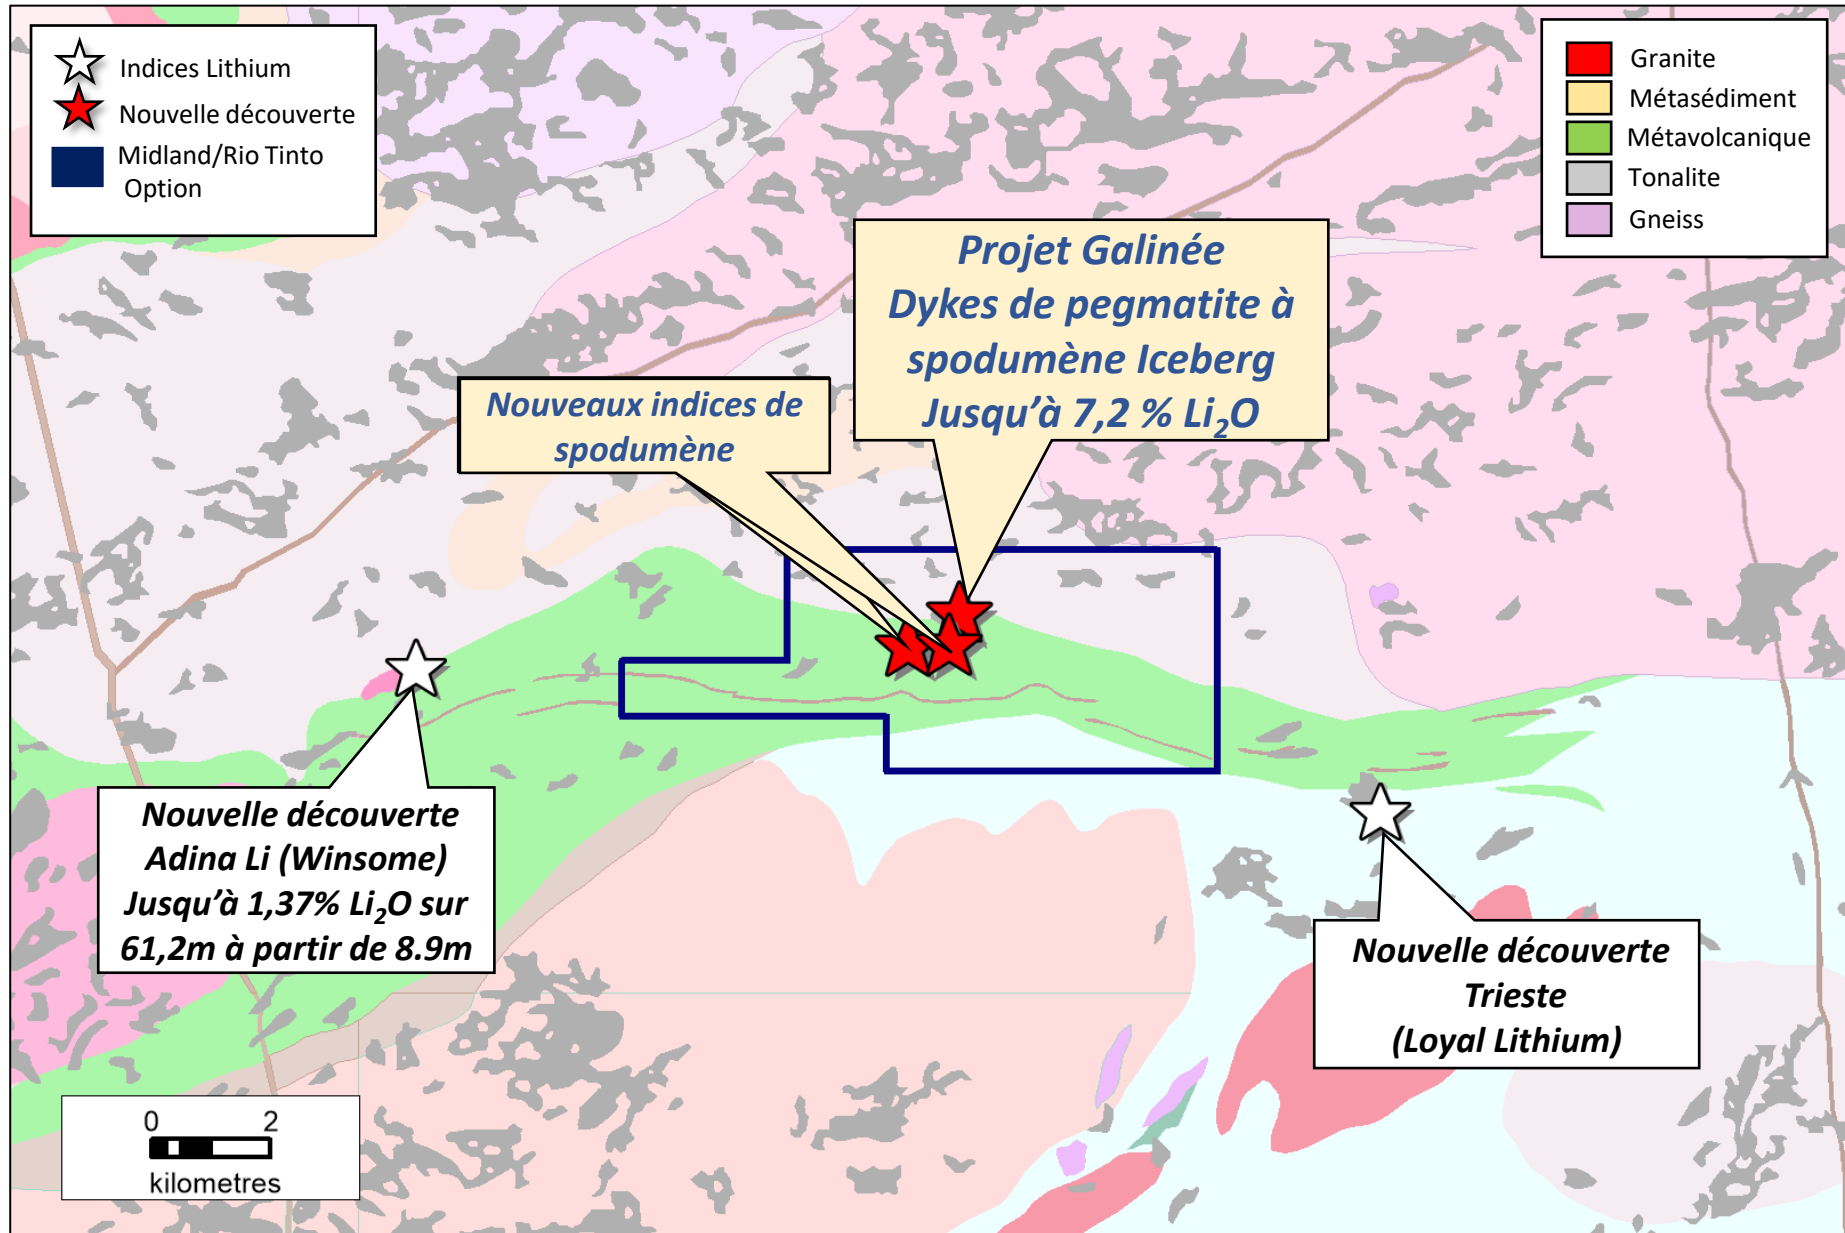 Indices Lithium
Nouvelle découverte
Midland/Rio Tinto
Option
Granite
Métasédiment
Métavolcanique
Tonalite
Gneiss
Projet Galinée
Dykes de pegmatite à
spodumène Iceberg
Jusqu’à 7,2 % Li₂O
Nouveaux indices de
spodumène
Nouvelle découverte
Adina Li (Winsome)
Jusqu’à 1,37% Li₂O sur
61,2m à partir de 8.9m
Nouvelle découverte
Trieste
(Loyal Lithium)
0 2
kilometres